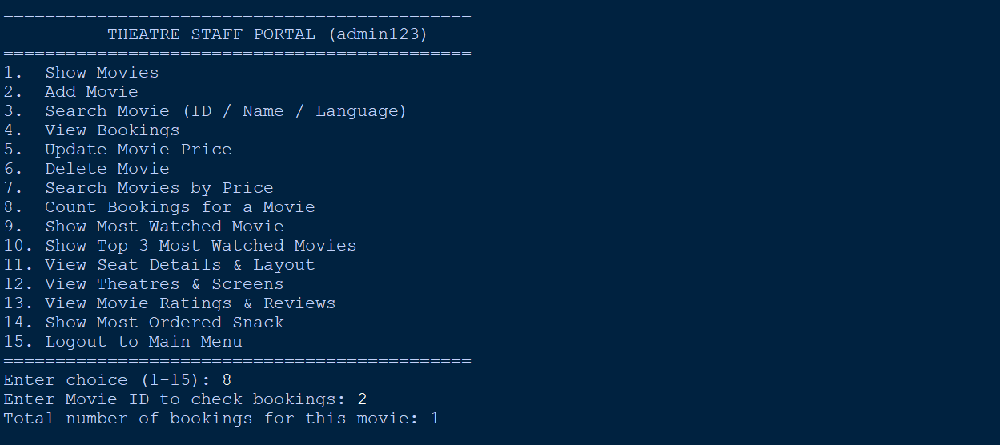 =============================================
THEATRE STAFF PORTAL (admin123)
=============================================
1.  Show Movies
2.  Add Movie
3.  Search Movie (ID / Name / Language)
4.  View Bookings
5.  Update Movie Price
6.  Delete Movie
7.  Search Movies by Price
8.  Count Bookings for a Movie
9.  Show Most Watched Movie
10. Show Top 3 Most Watched Movies
11. View Seat Details & Layout
12. View Theatres & Screens
13. View Movie Ratings & Reviews
14. Show Most Ordered Snack
15. Logout to Main Menu
=============================================
Enter choice (1-15): 8
Enter Movie ID to check bookings: 2
Total number of bookings for this movie: 1